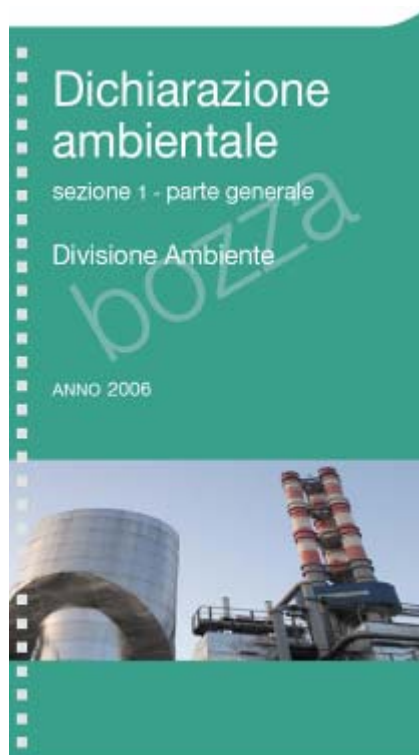 Dichiarazione
ambientale
sezione 1 - parte generale
Divisione Ambiente
bozza
ANNO 2006